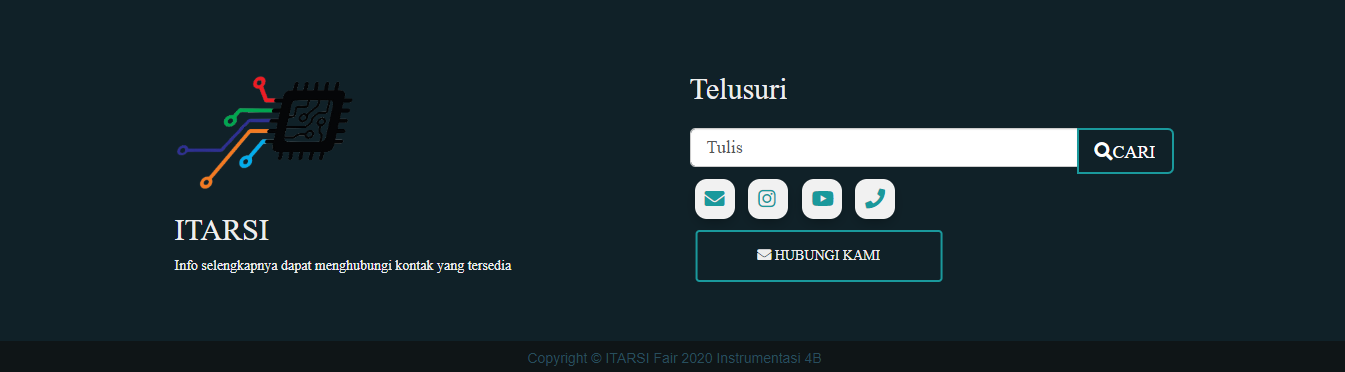 Telusuri
Tulis
CARI
ITARSI
Info selengkapnya dapat menghubungi kontak yang tersedia
HUBUNGI KAMI
Copyright © ITARSI Fair 2020 Instrumentasi 4B